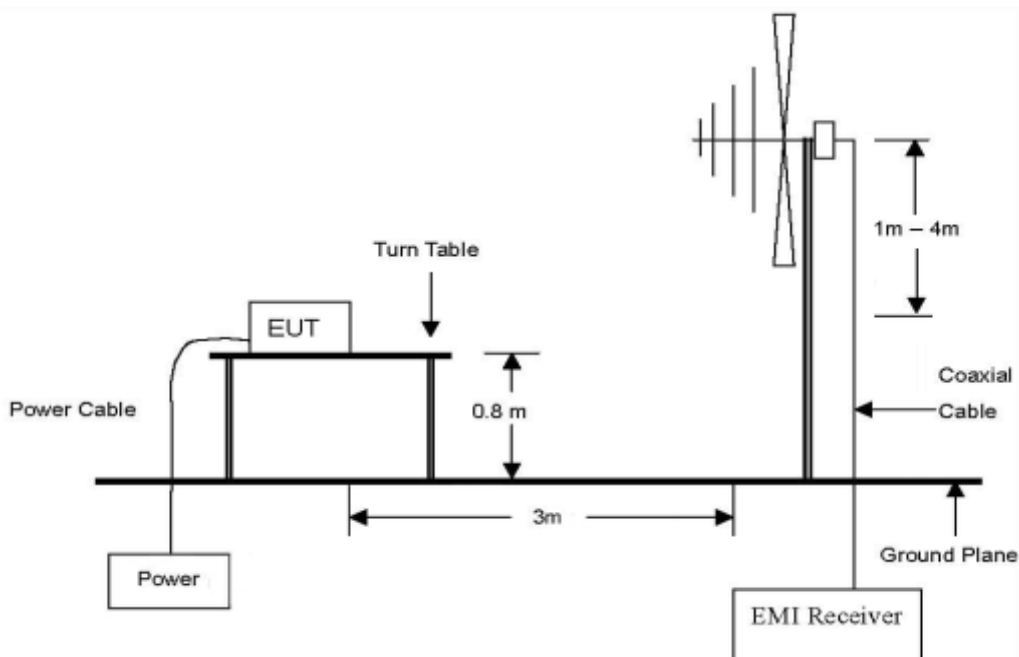 1m – 4m
Turn Table
EUT
Coaxial
Cable
Power Cable
0.8 m
3m
Ground Plane
Power
EMI Receiver